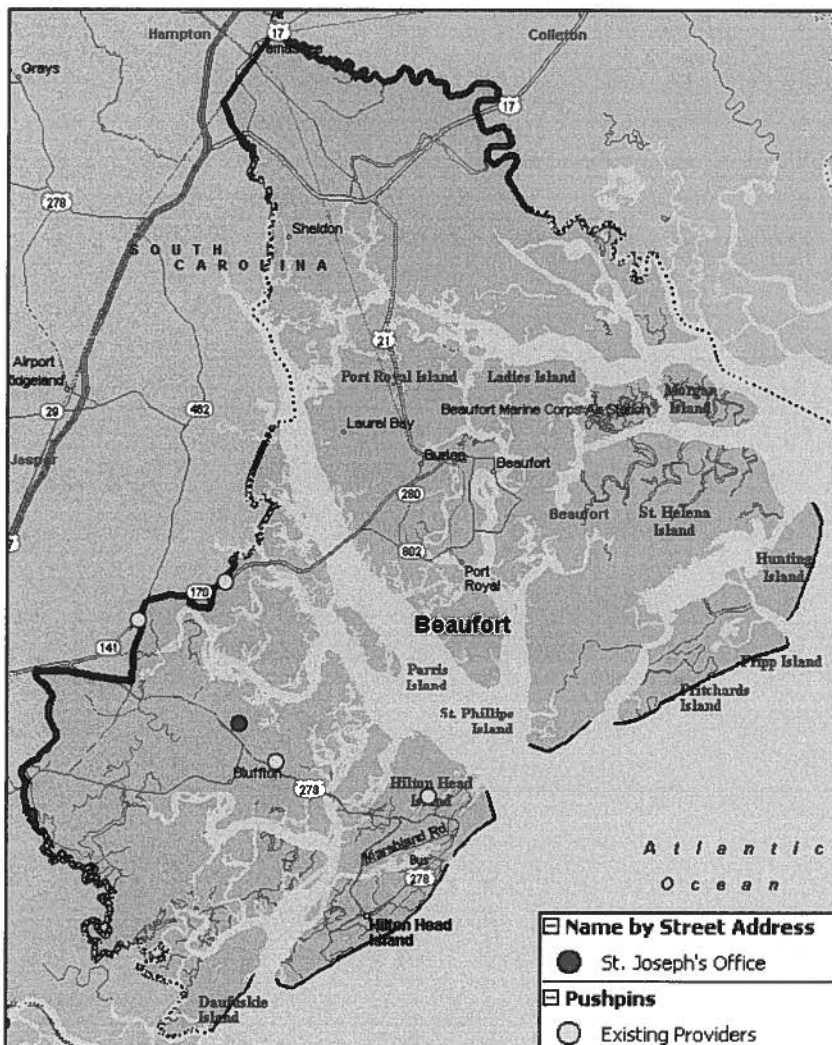 Hampton
17
Yemassee
Colleton
Grays
17
278
Sheldon
SOUTH
CAROLINA
21
Airport
Ridgeland
Port Royal Island
Ladies Island
Morgan
Island
29
462
Beaufort Marine Corps Air Station
Laurel Bay
Jasper
Burton
Beaufort
280
Beaufort
St. Helena
Island
802
Hunting
Island
170
Port
Royal
Beaufort
141
Parris
Island
Fripp Island
Pritchards
Island
St. Phillips
Island
Bluffton
278
Hilton Head
Island
Marshland Rd
Bus
278
Atlantic
Ocean
Hilton Head
Island
Daufuskie
Island
Name by Street Address
St. Joseph's Office
Pushpins
Existing Providers